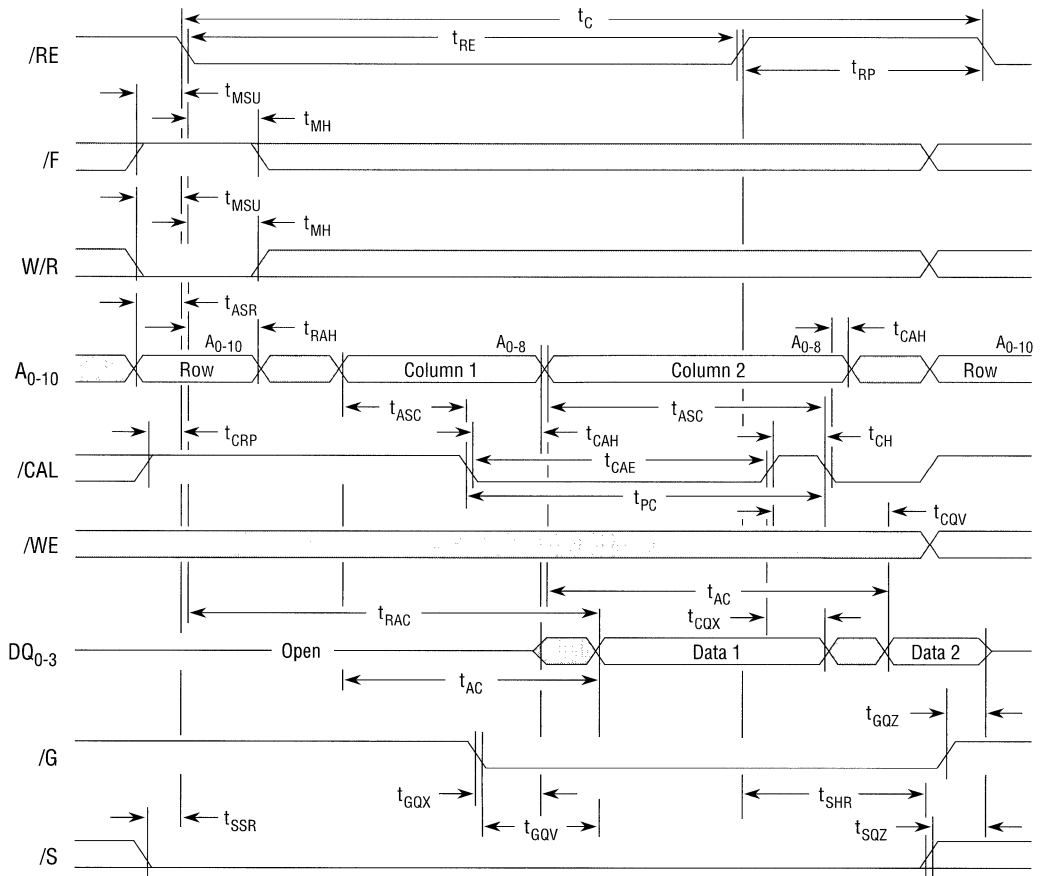 t_C
/RE
t_RE
t_RP
t_MSU
t_MH
/F
t_MSU
t_MH
W/R
t_ASR
t_RAH
t_CAH
A_0-10
A_0-10
Row
A_0-8
Column 1
A_0-8
Column 2
A_0-10
Row
t_ASC
t_ASC
t_CRP
t_CAH
t_CH
/CAL
t_CAE
t_PC
t_CQV
/WE
t_AC
t_RAC
t_CQX
DQ_0-3
Open
Data 1
Data 2
t_AC
t_GQZ
/G
t_GQX
t_SHR
t_SSR
t_GQV
t_SQZ
/S